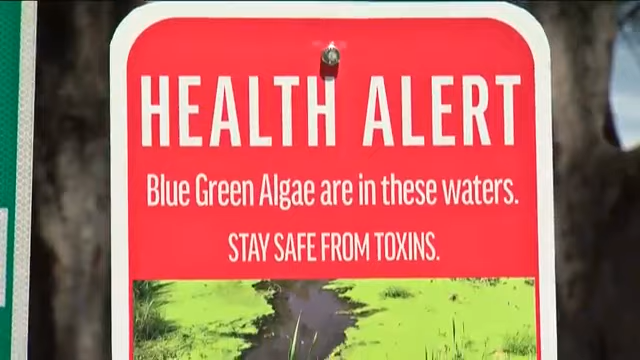 HEALTH ALERT
Blue Green Algae are in these waters.
STAY SAFE FROM TOXINS.